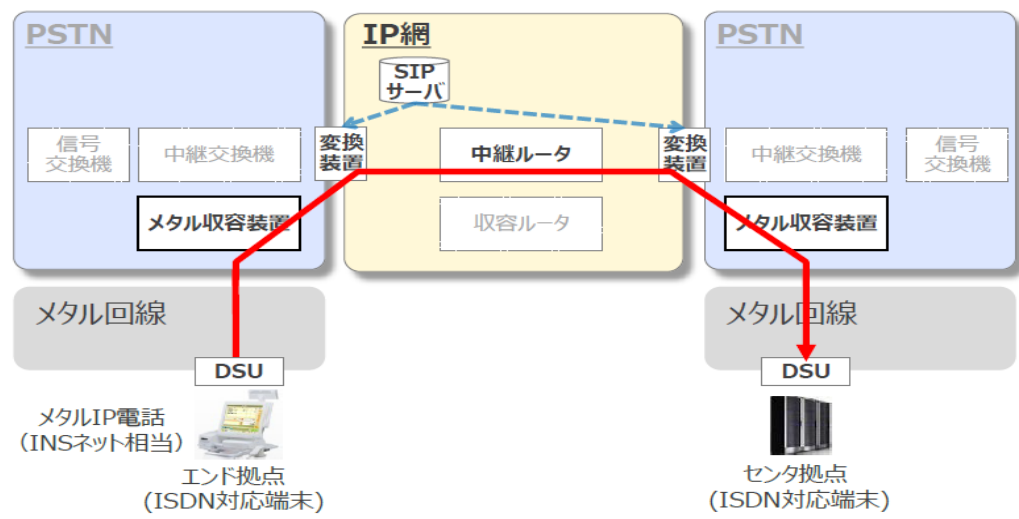 PSTN
IP網
PSTN
SIP
サーバ
信号
交換機
中継交換機
変換
装置
中継ルータ
変換
装置
中継交換機
信号
交換機
メタル収容装置
収容ルータ
メタル収容装置
メタル回線
メタル回線
DSU
DSU
メタルIP電話
(INSネット相当)
エンド拠点
(ISDN対応端末)
センタ拠点
(ISDN対応端末)